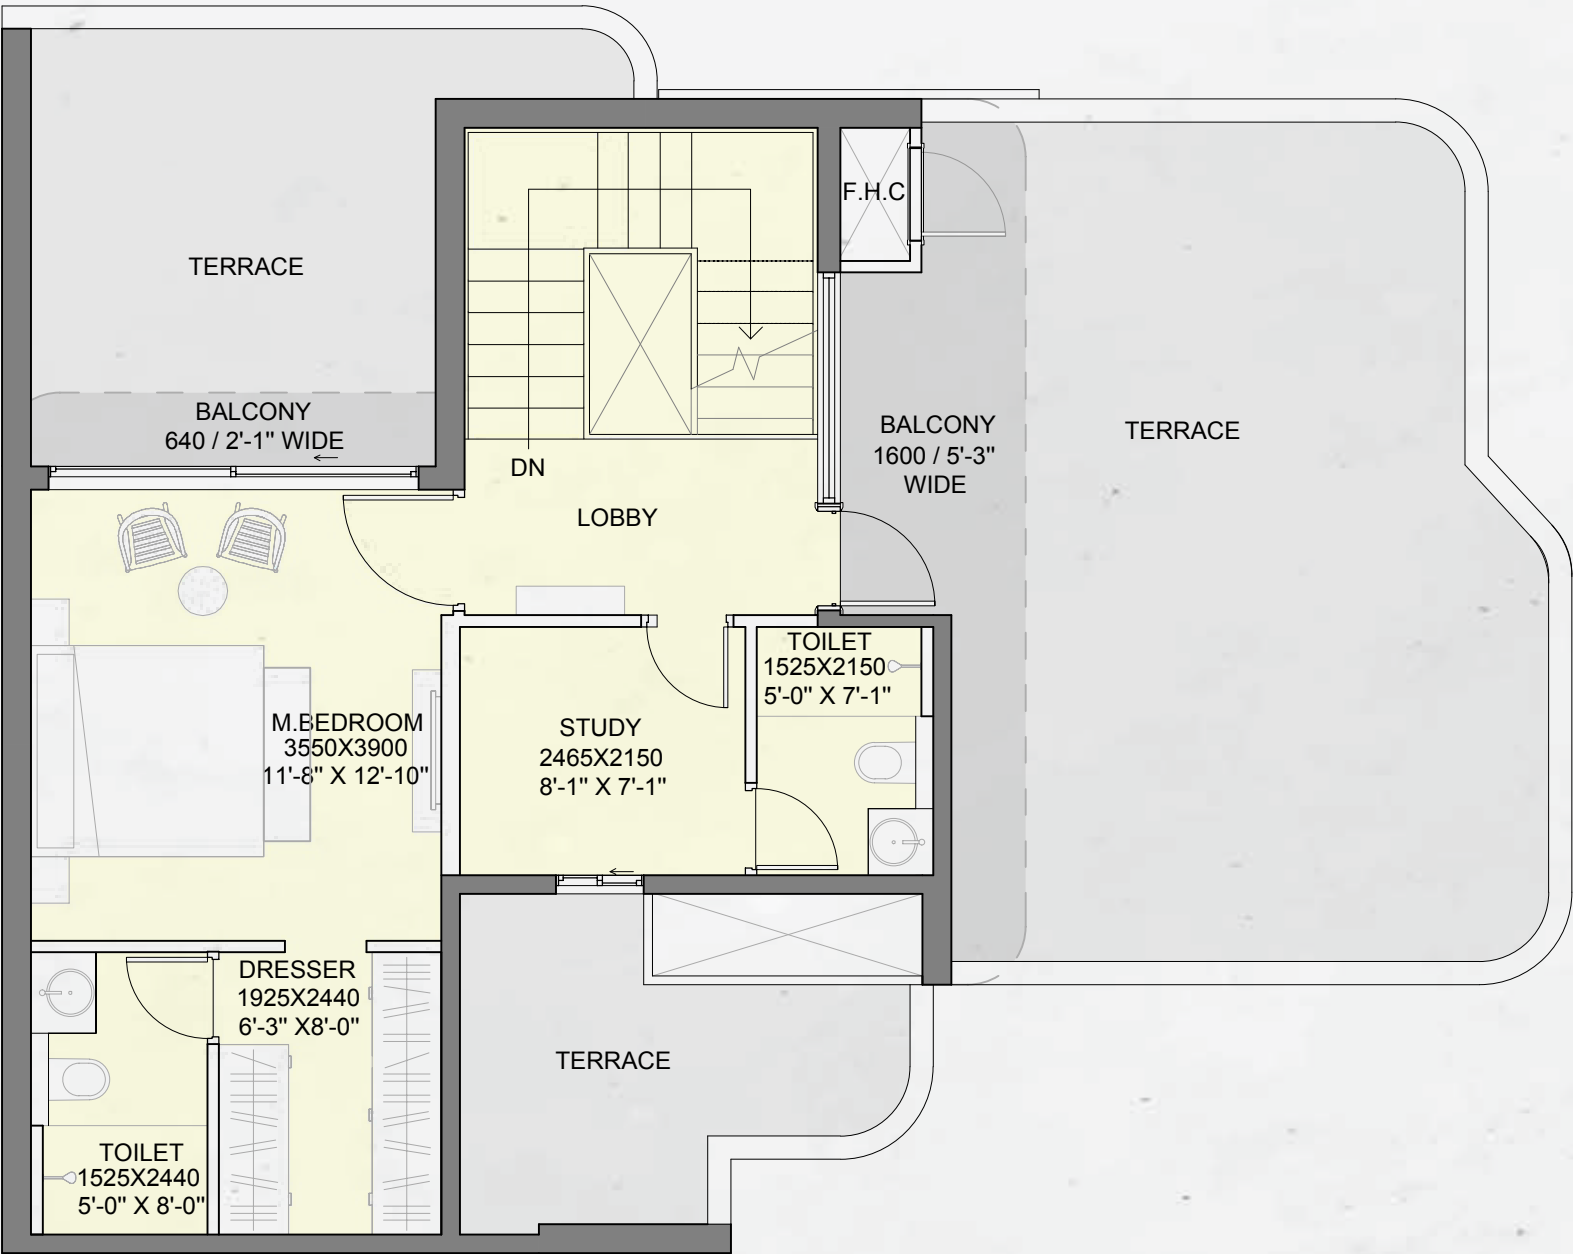 F.H.C
TERRACE
BALCONY
640 / 2'-1" WIDE
BALCONY
1600 / 5'-3"
WIDE
TERRACE
DN
LOBBY
TOILET
1525X2150
5'-0" X 7'-1"
M.BEDROOM
3550X3900
11'-8" X 12'-10"
STUDY
2465X2150
8'-1" X 7'-1"
DRESSER
1925X2440
6'-3" X8'-0"
TERRACE
TOILET
1525X2440
5'-0" X 8'-0"